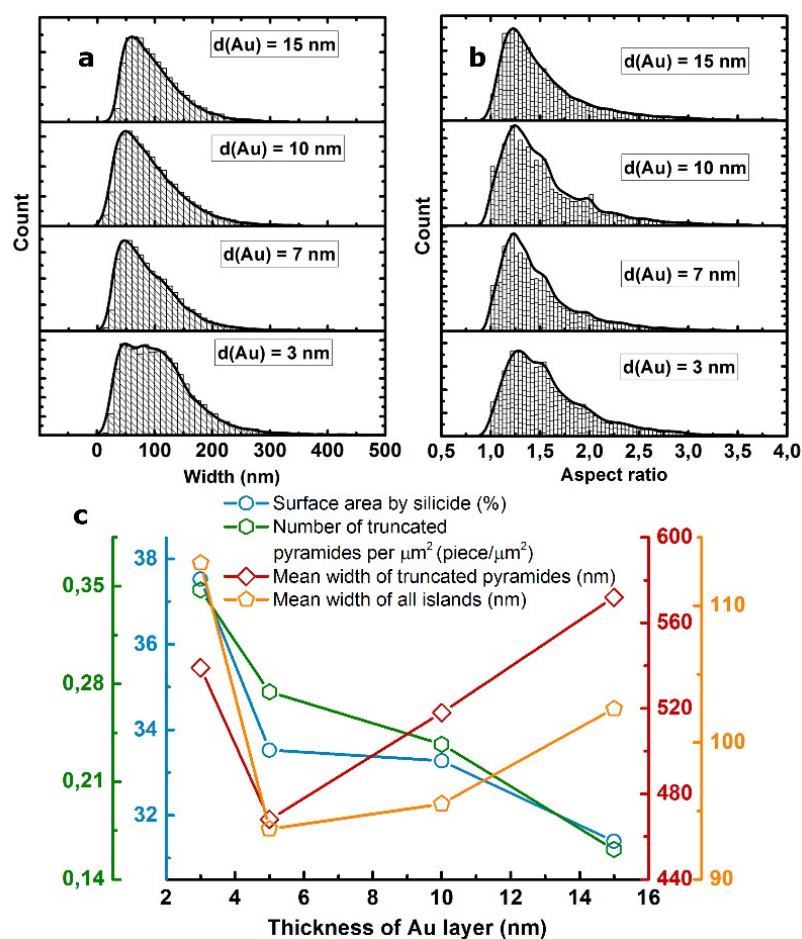 a
d(Au) = 15 nm
d(Au) = 10 nm
d(Au) = 7 nm
d(Au) = 3 nm
Count
0 100 200 300 400 500
Width (nm)
b
d(Au) = 15 nm
d(Au) = 10 nm
d(Au) = 7 nm
d(Au) = 3 nm
Count
0,5 1,0 1,5 2,0 2,5 3,0 3,5 4,0
Aspect ratio
c
Surface area by silicide (%)
Number of truncated
pyramides per μm² (piece/μm²)
Mean width of truncated pyramides (nm)
Mean width of all islands (nm)
0,35
0,28
0,21
0,14
38
36
34
32
600
560
520
480
440
110
100
90
2 4 6 8 10 12 14 16
Thickness of Au layer (nm)